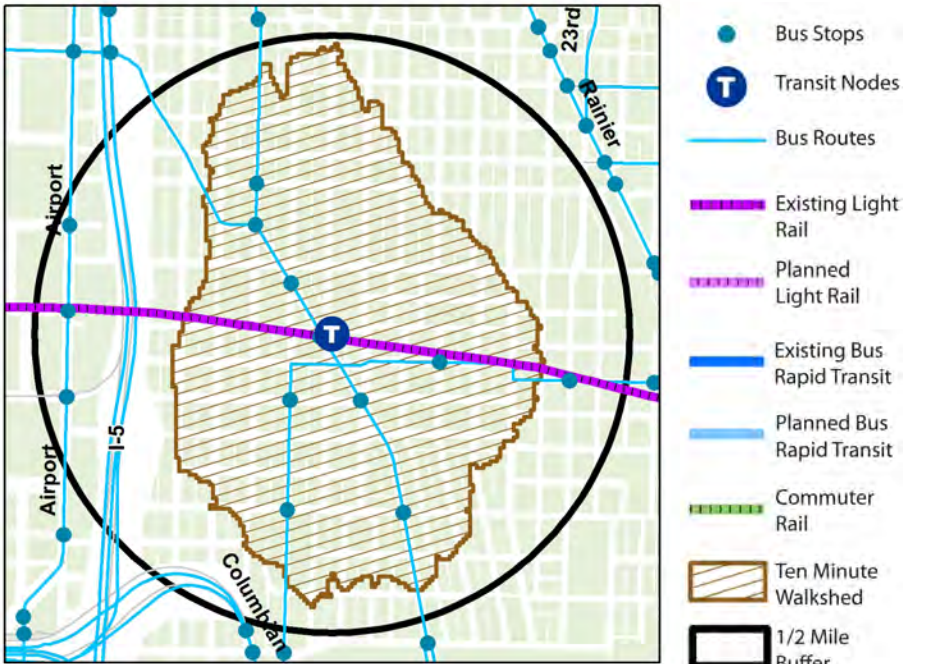 23rd
Rainier
Airport
I-5
Airport
Columbian
T
Bus Stops
T
Transit Nodes
Bus Routes
Existing Light
Rail
Planned
Light Rail
Existing Bus
Rapid Transit
Planned Bus
Rapid Transit
Commuter
Rail
Ten Minute
Walkshed
1/2 Mile
Buffer